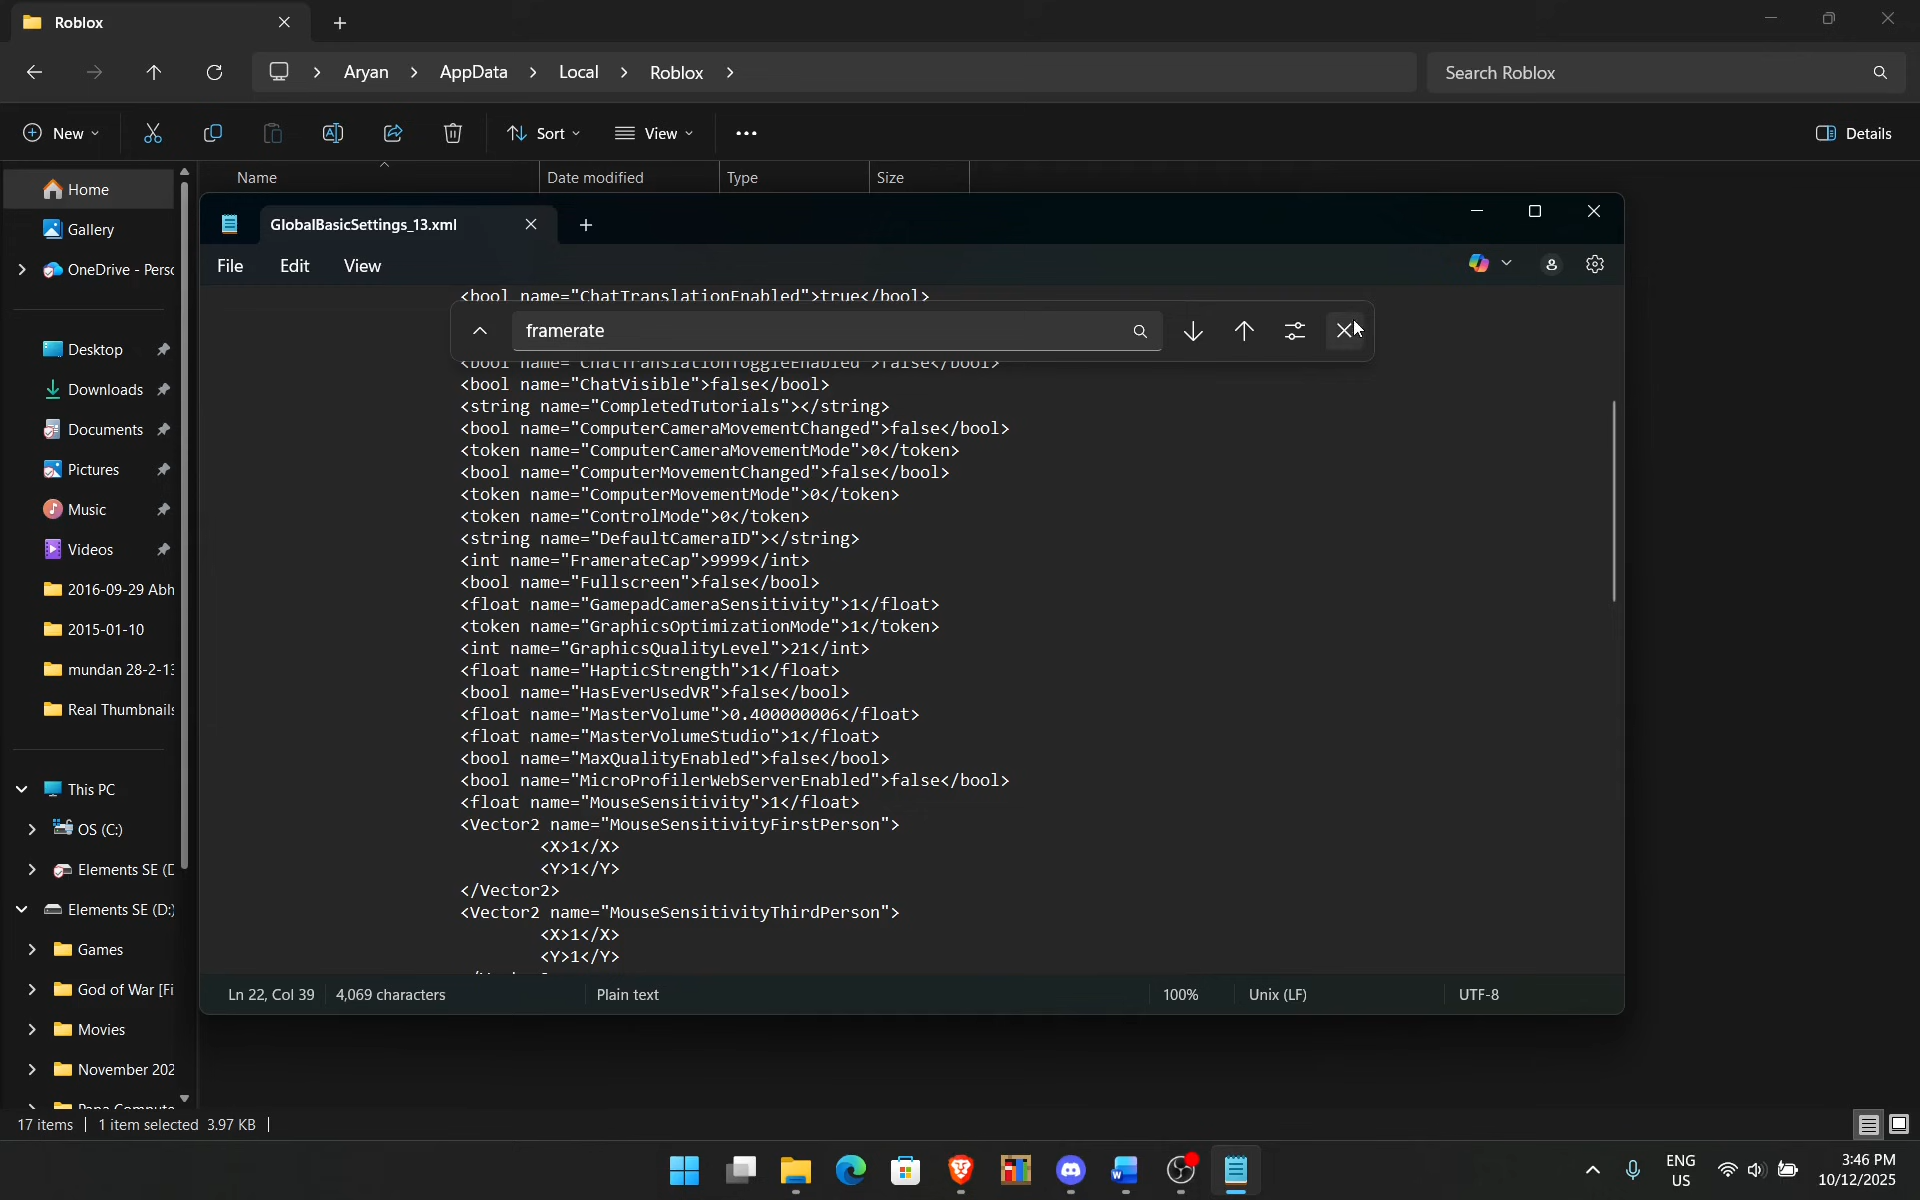 Roblox
Aryan > AppData > Local > Roblox >
Search Roblox
New
Sort
View
Details
Name
Date modified
Type
Size
Home
Gallery
OneDrive - Perso
Desktop
Downloads
Documents
Pictures
Music
Videos
2016-09-29 Abh
2015-01-10
mundan 28-2-13
Real Thumbnails
This PC
OS (C:)
Elements SE (D
Elements SE (D:)
Games
God of War [Fi
Movies
November 202
Papa Compute
17 items
1 item selected 3.97 KB
GlobalBasicSettings_13.xml
File
Edit
View
<bool name="ChatTranslationEnabled">true</bool>
framerate
<bool name="ChatTranslationToggleEnabled">false</bool>
<bool name="ChatVisible">false</bool>
<string name="CompletedTutorials"></string>
<bool name="ComputerCameraMovementChanged">false</bool>
<token name="ComputerCameraMovementMode">0</token>
<bool name="ComputerMovementChanged">false</bool>
<token name="ComputerMovementMode">0</token>
<token name="ControlMode">0</token>
<string name="DefaultCameraID"></string>
<int name="FramerateCap">9999</int>
<bool name="Fullscreen">false</bool>
<float name="GamepadCameraSensitivity">1</float>
<token name="GraphicsOptimizationMode">1</token>
<int name="GraphicsQualityLevel">21</int>
<float name="HapticStrength">1</float>
<bool name="HasEverUsedVR">false</bool>
<float name="MasterVolume">0.400000006</float>
<float name="MasterVolumeStudio">1</float>
<bool name="MaxQualityEnabled">false</bool>
<bool name="MicroProfilerWebServerEnabled">false</bool>
<float name="MouseSensitivity">1</float>
<Vector2 name="MouseSensitivityFirstPerson">
<X>1</X>
<Y>1</Y>
</Vector2>
<Vector2 name="MouseSensitivityThirdPerson">
<X>1</X>
<Y>1</Y>
Ln 22, Col 39
4,069 characters
Plain text
100%
Unix (LF)
UTF-8
ENG
US
3:46 PM
10/12/2025